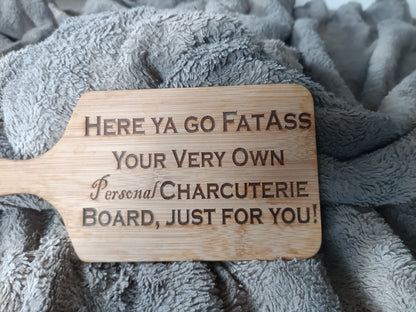 Here ya go FatAss
Your Very Own
Personal Charcuterie
Board, just for you!